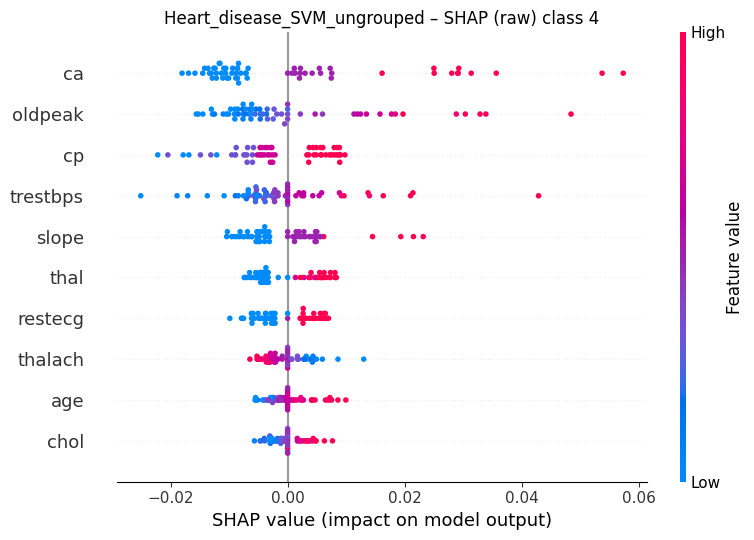 Heart_disease_SVM_ungrouped – SHAP (raw) class 4
High
ca
oldpeak
cp
trestbps
slope
thal
restecg
thalach
age
chol
Feature value
Low
−0.02 0.00 0.02 0.04 0.06
SHAP value (impact on model output)